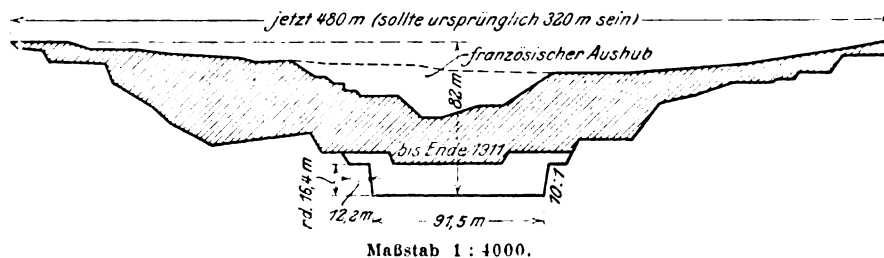 jetzt 480 m (sollte ursprünglich 320 m sein)
französischer Aushub
82 m
bis Ende 1911
rd. 16,4 m
12,2 m
10:1
91,5 m
Maßstab 1 : 4000.